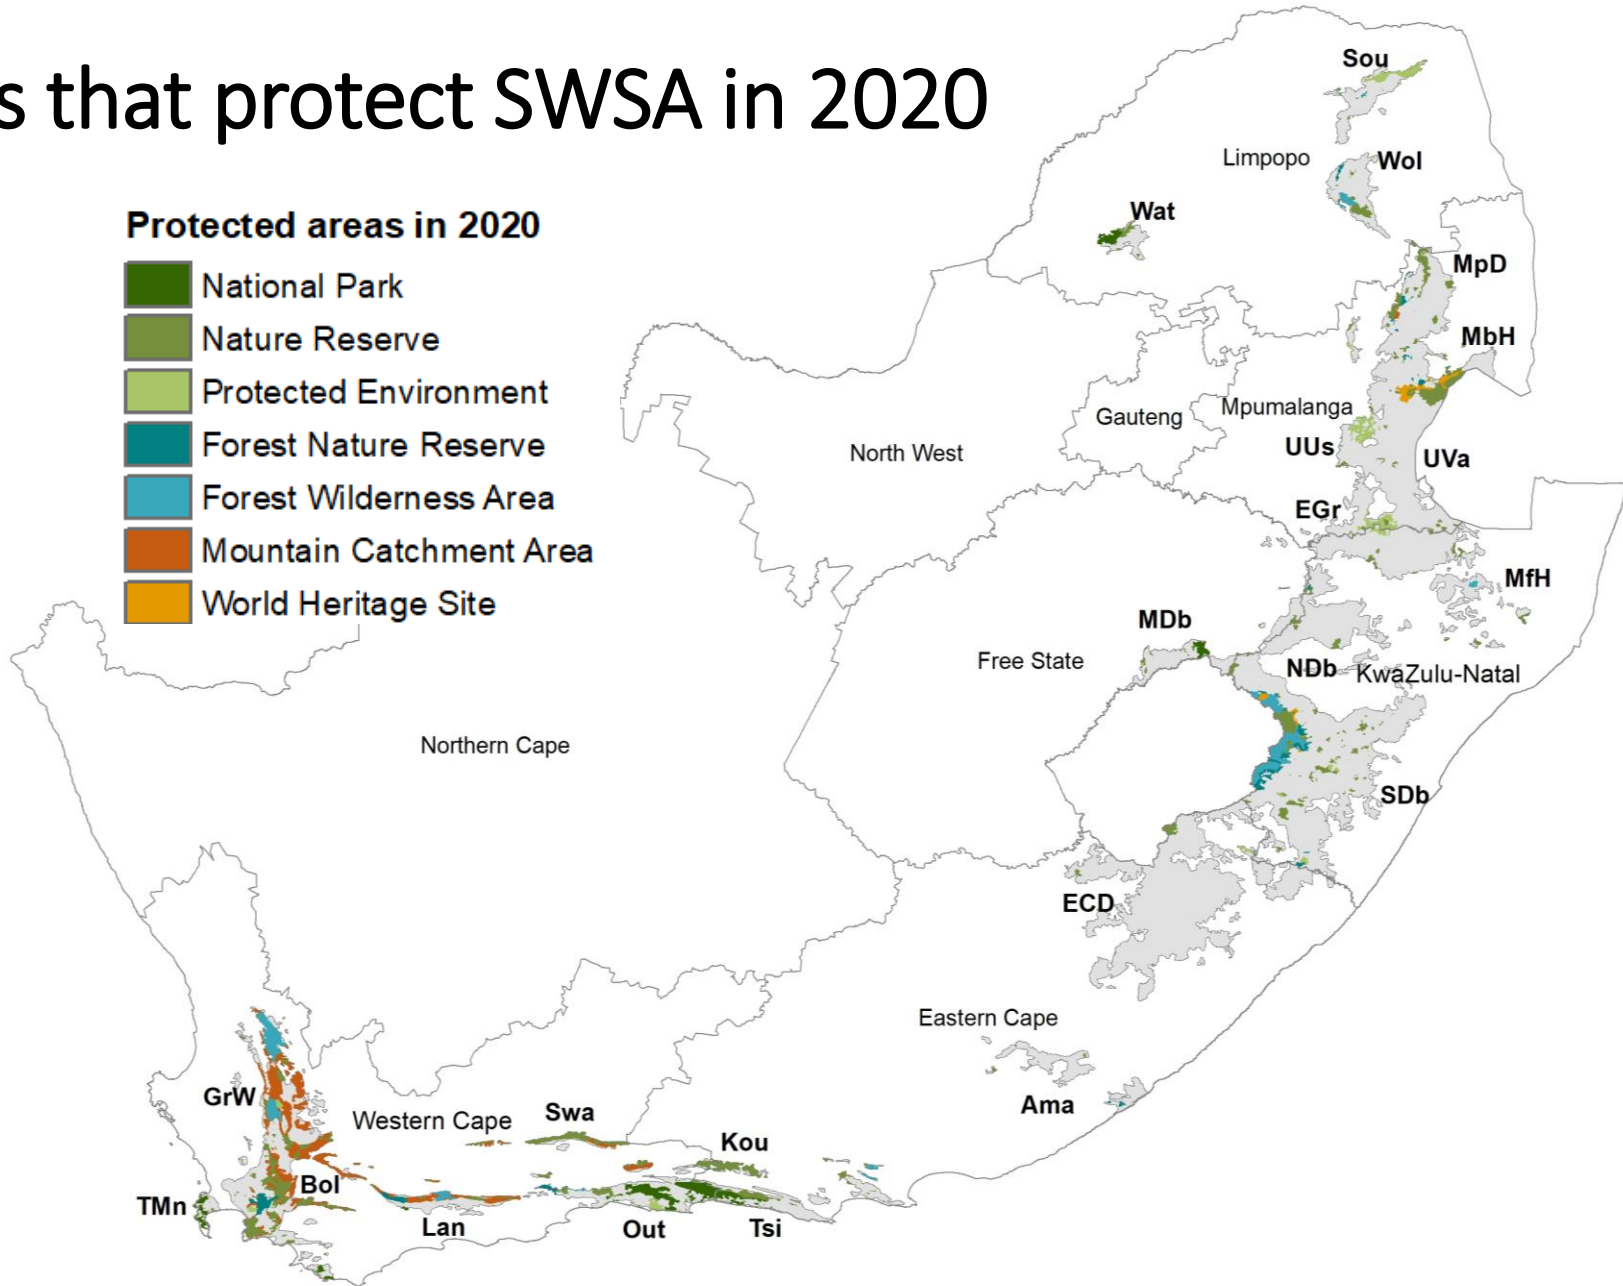 s that protect SWSA in 2020
Protected areas in 2020
National Park
Nature Reserve
Protected Environment
Forest Nature Reserve
Forest Wilderness Area
Mountain Catchment Area
World Heritage Site
Sou
Limpopo
Wol
Wat
MpD
MbH
Mpumalanga
Gauteng
North West
UUs
UVa
EGr
MfH
MDb
Free State
NDb
KwaZulu-Natal
Northern Cape
SDb
ECD
Eastern Cape
GrW
Ama
Western Cape
Swa
Kou
Bol
TMn
Lan
Out
Tsi